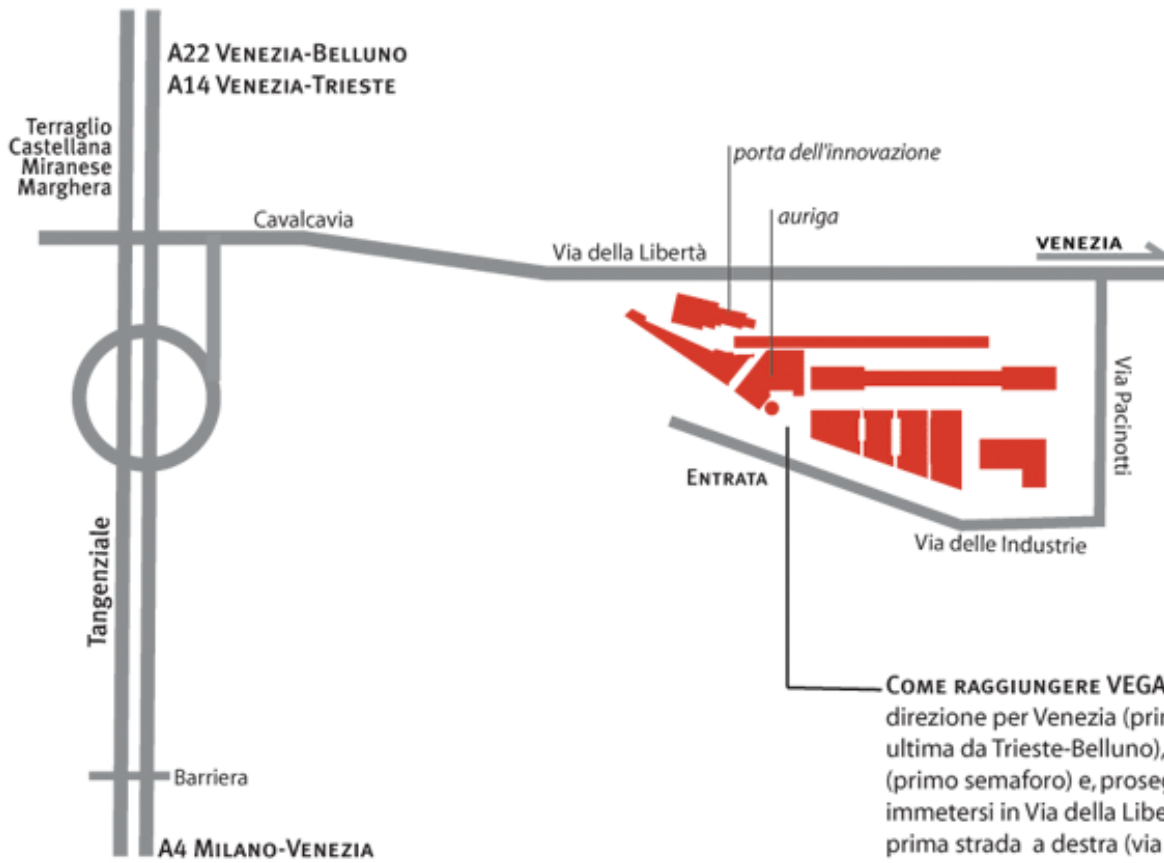 A22 VENEZIA-BELLUNO
A14 VENEZIA-TRIESTE
Terraglio
Castellana
Miranese
Marghera
porta dell'innovazione
auriga
Cavalcavia
Via della Libertà
VENEZIA
Via Pacinotti
ENTRATA
Via delle Industrie
Tangenziale
COME RAGGIUNGERE VEGA
direzione per Venezia (prin
ultima da Trieste-Belluno),
(primo semaforo) e, proseg
immetersi in Via della Libe
prima strada a destra (via
Barriera
A4 MILANO-VENEZIA